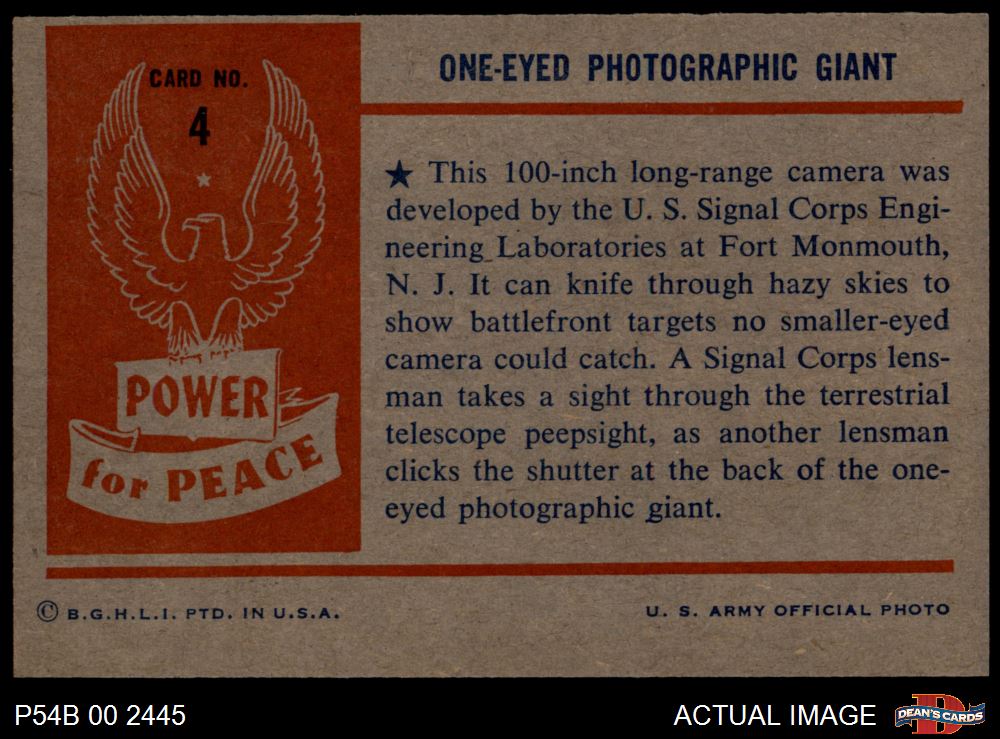 CARD NO.
4
POWER
for PEACE
ONE-EYED PHOTOGRAPHIC GIANT
★ This 100-inch long-range camera was
developed by the U. S. Signal Corps Engi-
neering Laboratories at Fort Monmouth,
N. J. It can knife through hazy skies to
show battlefront targets no smaller-eyed
camera could catch. A Signal Corps lens-
man takes a sight through the terrestrial
telescope peepsight, as another lensman
clicks the shutter at the back of the one-
eyed photographic giant.
© B.G.H.L.I. PTD. IN U.S.A.
U. S. ARMY OFFICIAL PHOTO
P54B 00 2445
ACTUAL IMAGE
D
DEAN'S CARDS